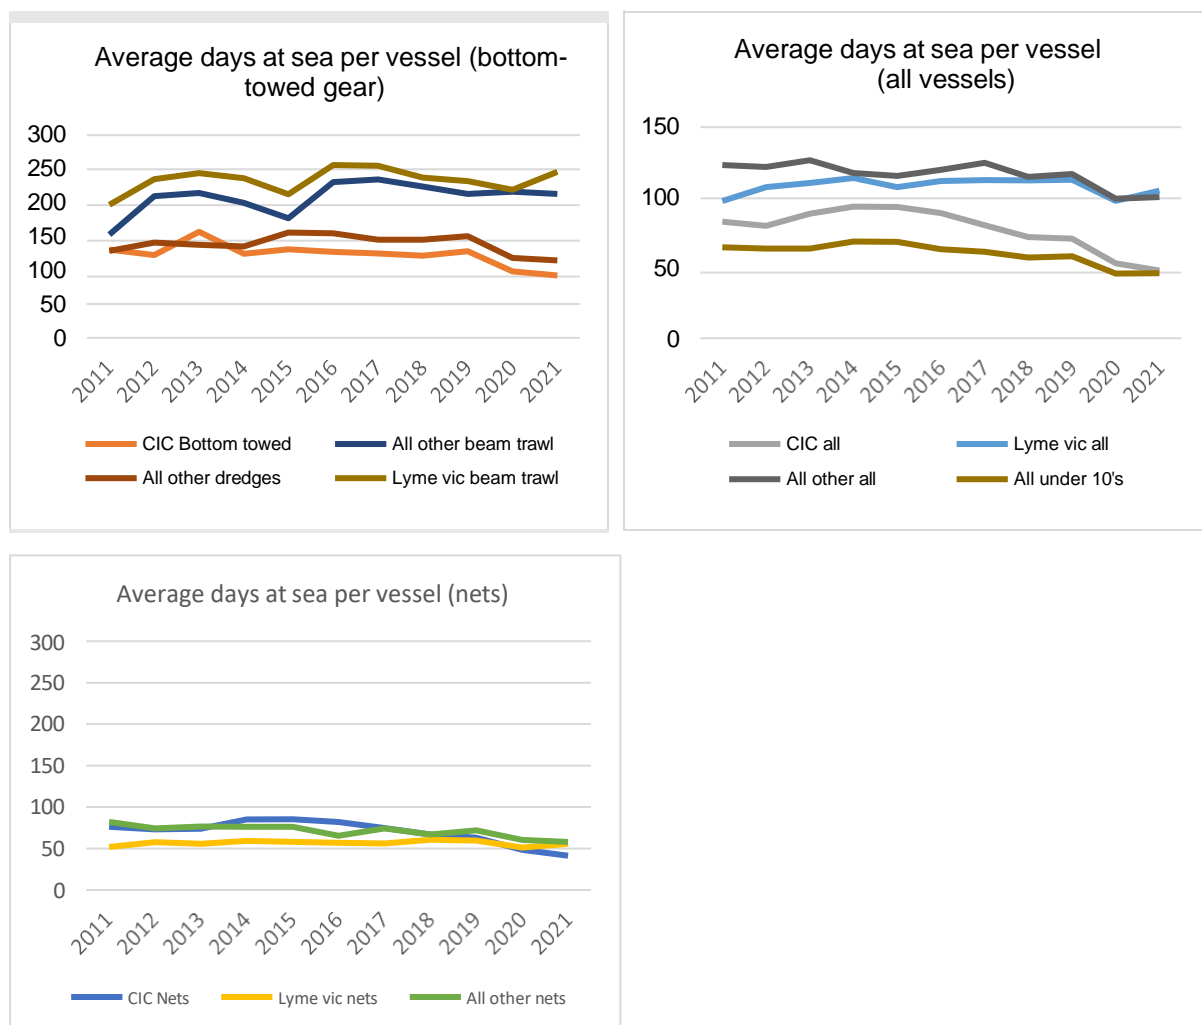 Average days at sea per vessel (bottom-
towed gear)
300
250
200
150
100
50
0
2011 2012 2013 2014 2015 2016 2017 2018 2019 2020 2021
CIC Bottom towed All other beam trawl
All other dredges Lyme vic beam trawl
Average days at sea per vessel
(all vessels)
150
100
50
0
2011 2012 2013 2014 2015 2016 2017 2018 2019 2020 2021
CIC all Lyme vic all
All other all All under 10's
Average days at sea per vessel (nets)
300
250
200
150
100
50
0
2011 2012 2013 2014 2015 2016 2017 2018 2019 2020 2021
CIC Nets Lyme vic nets All other nets